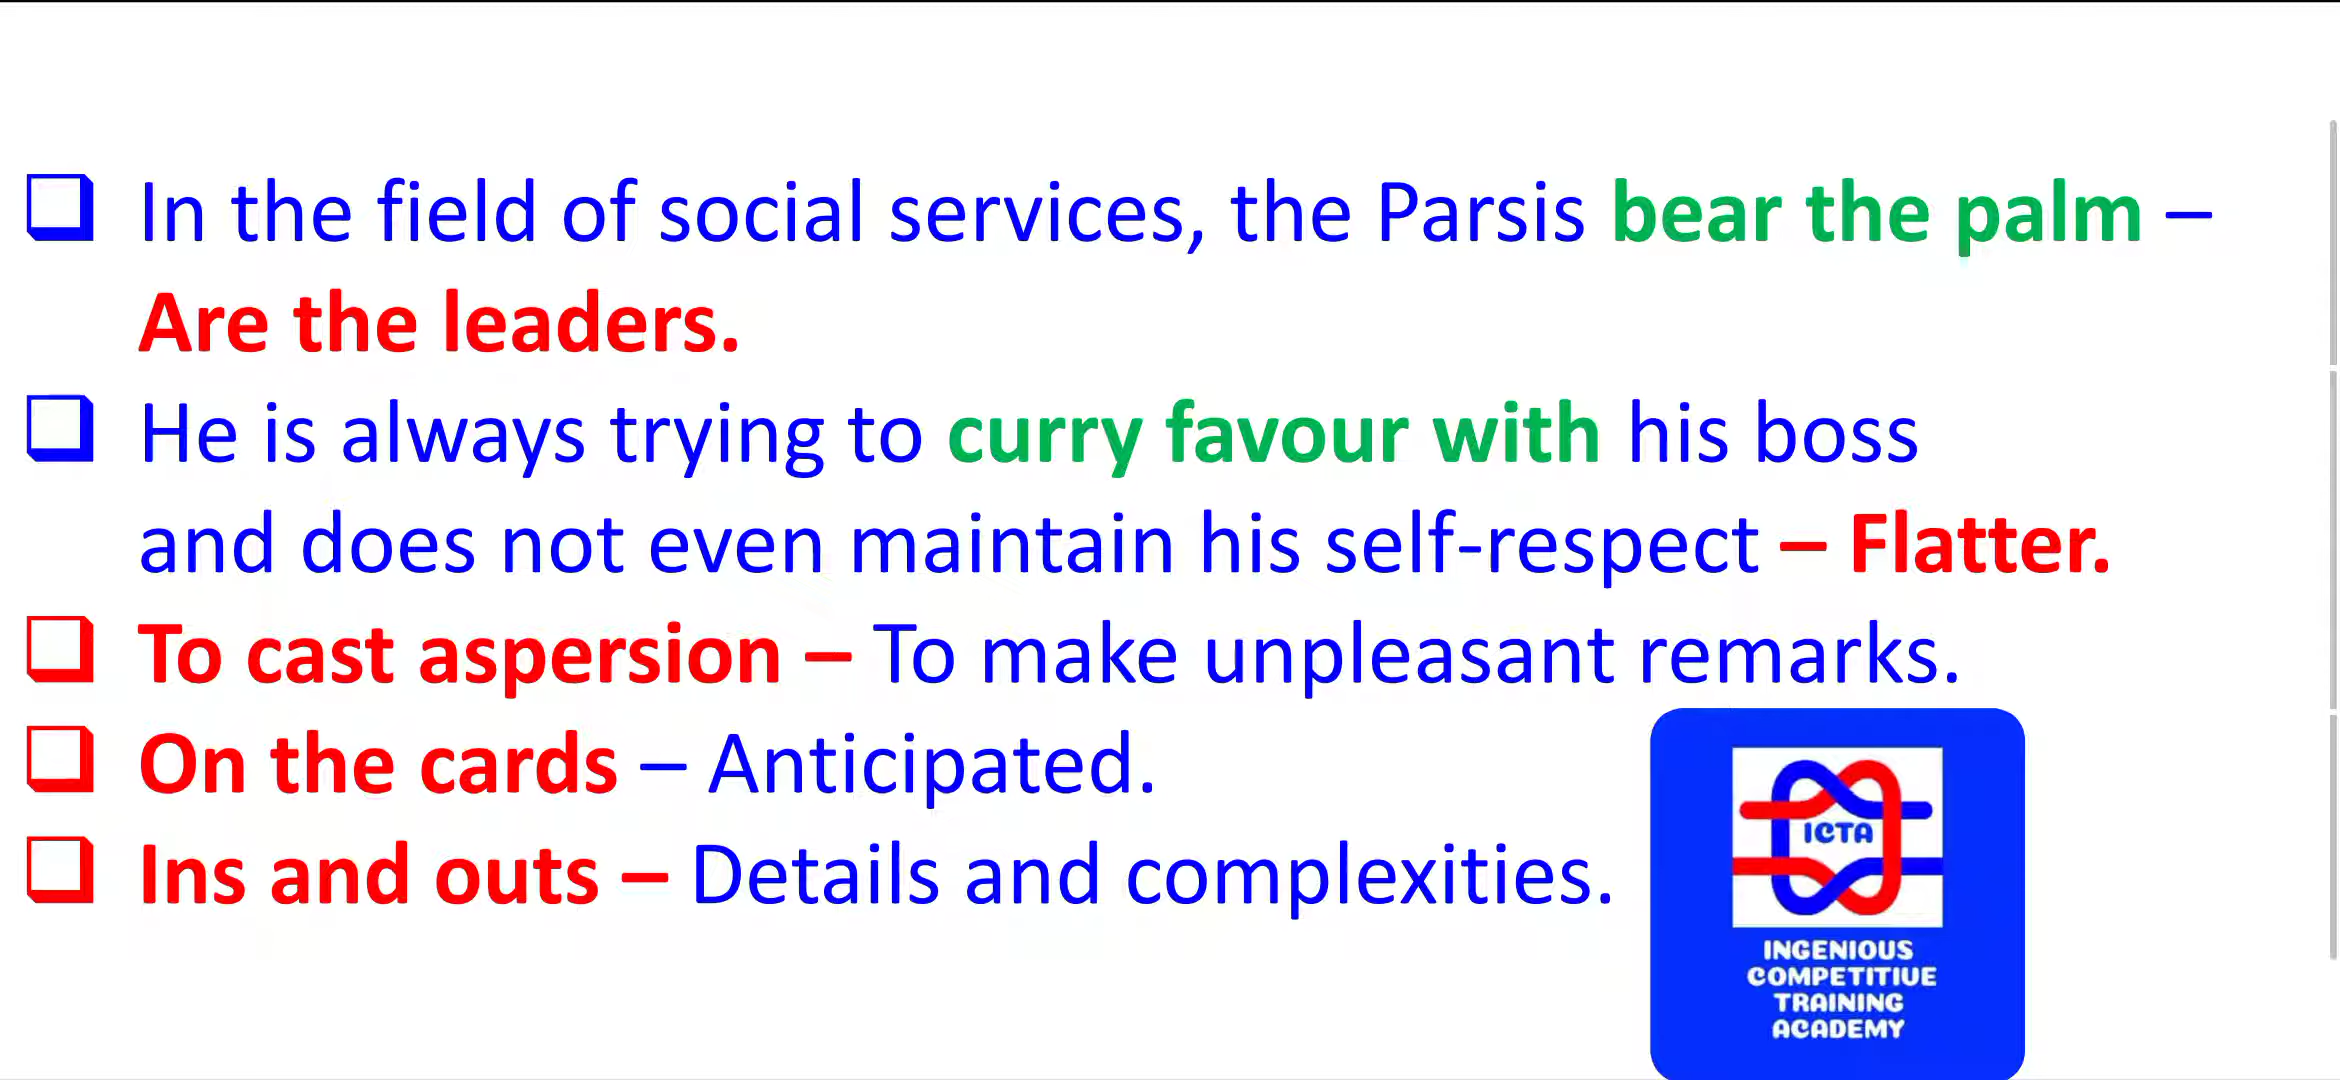 In the field of social services, the Parsis bear the palm –
Are the leaders.
He is always trying to curry favour with his boss
and does not even maintain his self-respect – Flatter.
To cast aspersion – To make unpleasant remarks.
On the cards – Anticipated.
Ins and outs – Details and complexities.
ICTA
INGENIOUS
COMPETITIVE
TRAINING
ACADEMY